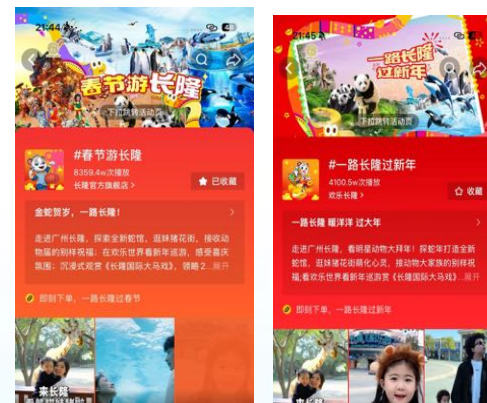 21:44
春节游长隆
下拉跳转活动页
#春节游长隆
8359.4w次播放
长隆官方旗舰店 >
已收藏
金蛇贺岁，一路长隆！
走进广州长隆，探索全新蛇馆，逛妹猪花街，接收动
物届的别样祝福；在欢乐世界看新年巡游，感受喜庆
氛围；沉浸式观赏《长隆国际大马戏》，领略2...展开
即刻下单，一路长隆过春节
来长隆
21:45
一路长隆
过新年
下拉跳转活动页
#一路长隆过新年
4100.5w次播放
欢乐长隆 >
收藏
一路长隆 暖洋洋 过大年
走进广州长隆，看明星动物大拜年！探蛇年打造全新
蛇馆，逛妹猪花街萌化心灵，接动物大家族的别样祝
福;看欢乐世界看新年巡游赏《长隆国际大马戏》...展开
即刻下单，一路长隆过新年
来长隆